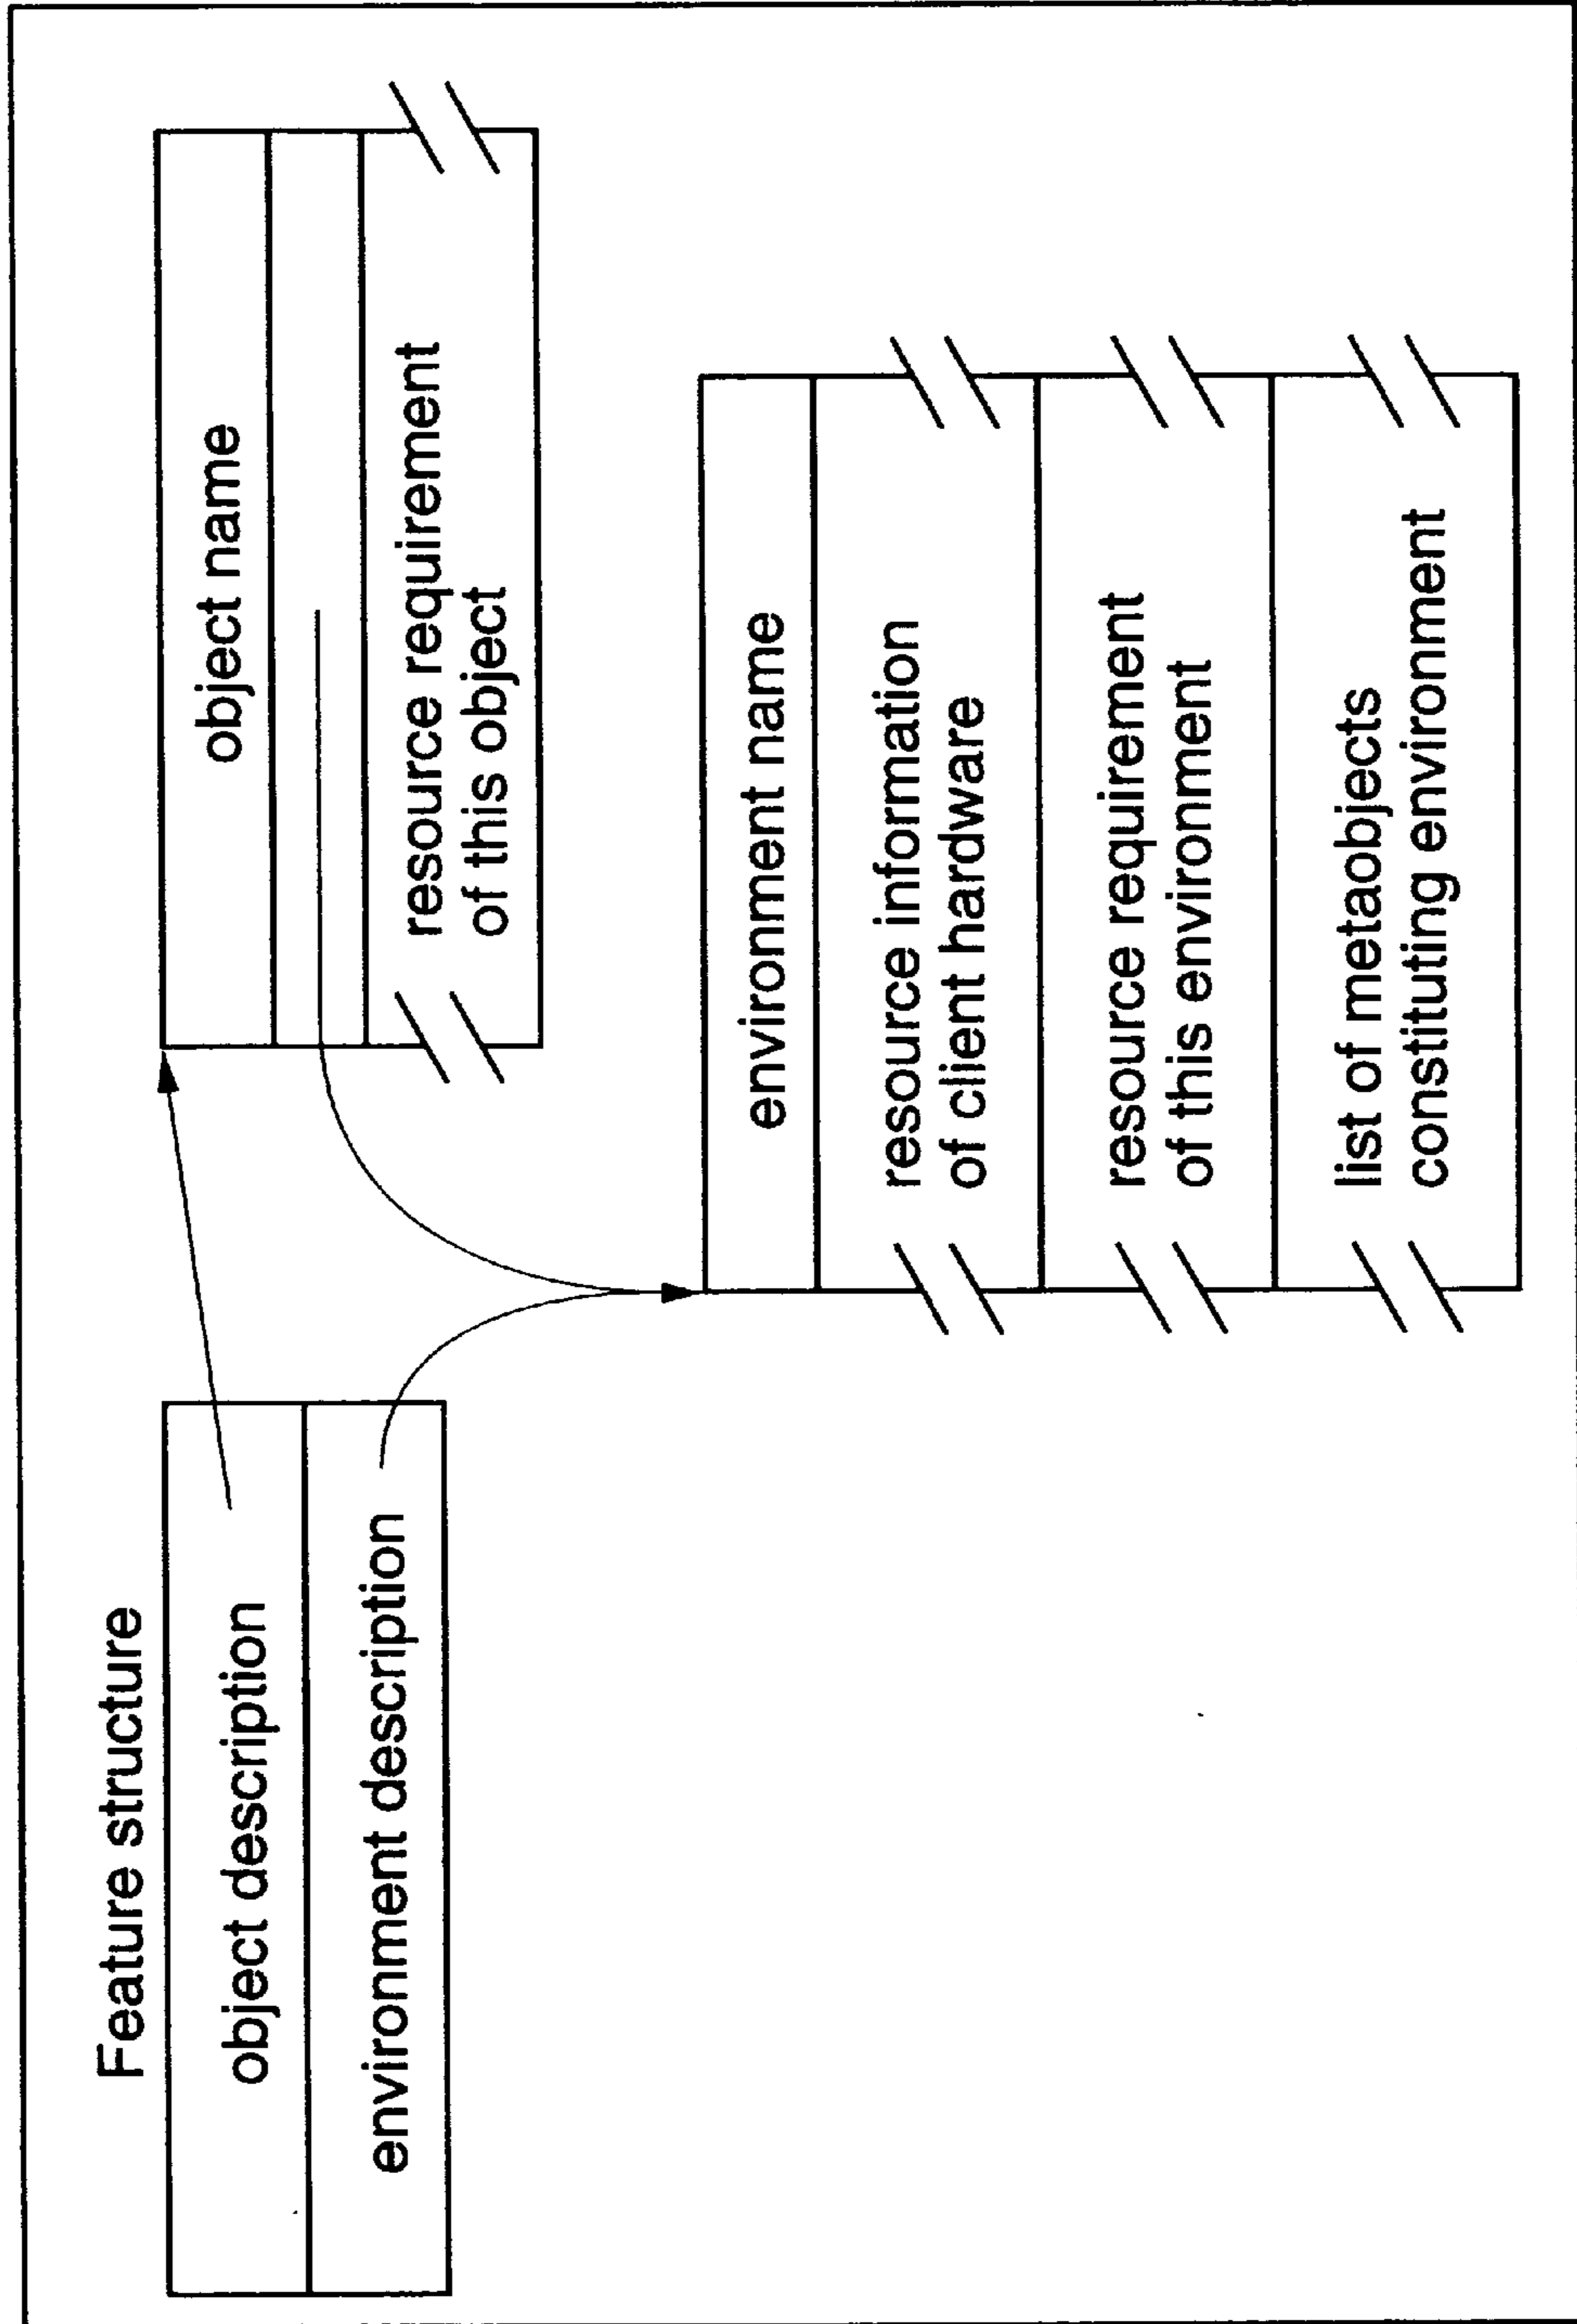 Feature structure
object description
environment description
object name
resource requirement
of this object
environment name
resource information
of client hardware
resource requirement
of this environment
list of metaobjects
constituting environment